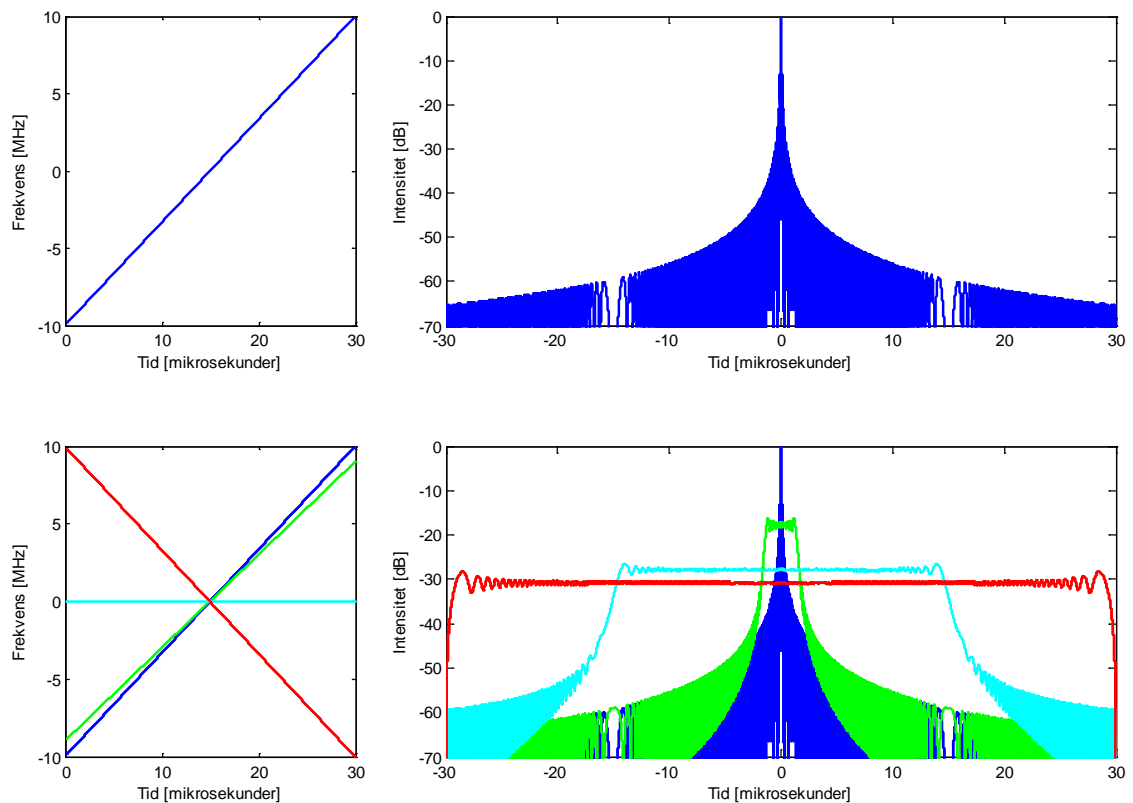 10
5
0
-5
-10
Frekvens [MHz]
0 10 20 30
Tid [mikrosekunder]
0
-10
-20
-30
-40
-50
-60
-70
Intensitet [dB]
-30 -20 -10 0 10 20 30
Tid [mikrosekunder]
10
5
0
-5
-10
Frekvens [MHz]
0 10 20 30
Tid [mikrosekunder]
0
-10
-20
-30
-40
-50
-60
-70
Intensitet [dB]
-30 -20 -10 0 10 20 30
Tid [mikrosekunder]